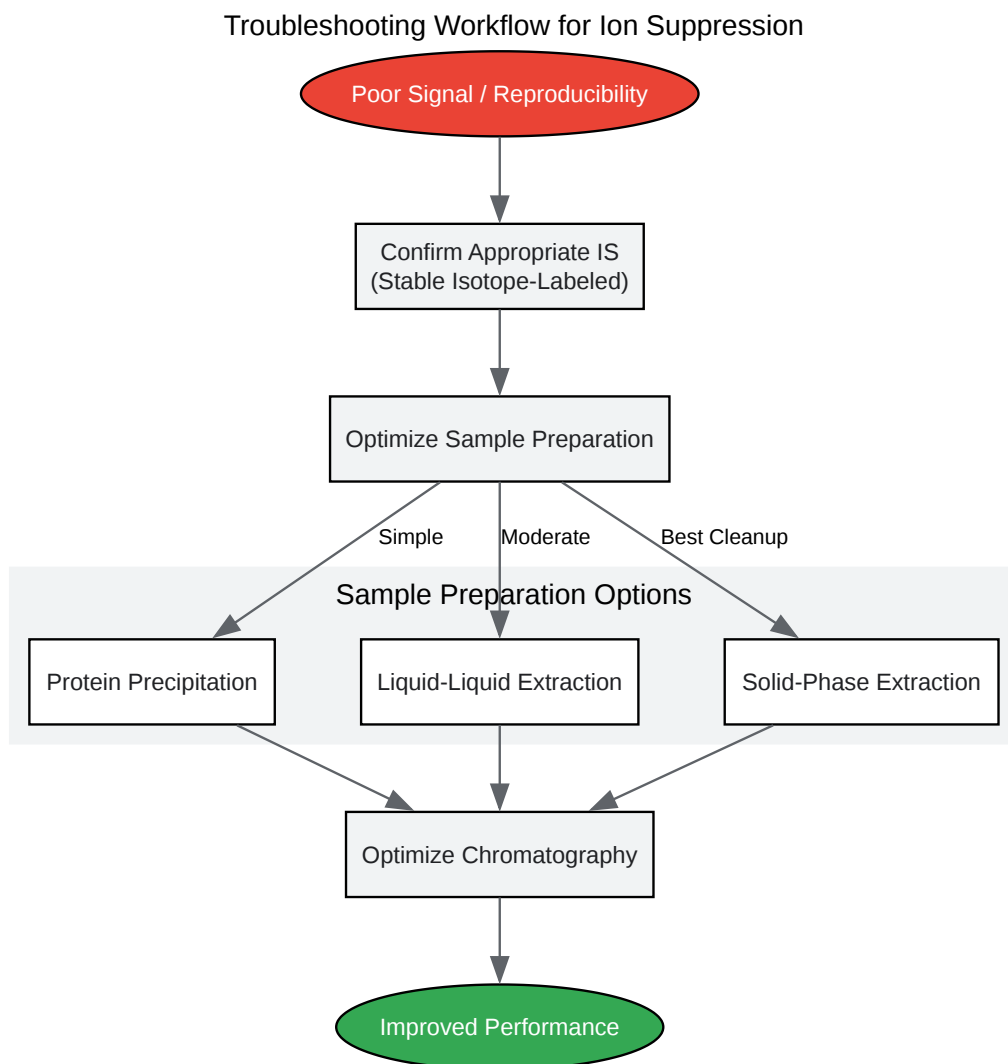 Troubleshooting Workflow for Ion Suppression
Poor Signal / Reproducibility
Confirm Appropriate IS
(Stable Isotope-Labeled)
Optimize Sample Preparation
Simple
Moderate
Best Cleanup
Sample Preparation Options
Protein Precipitation
Liquid-Liquid Extraction
Solid-Phase Extraction
Optimize Chromatography
Improved Performance